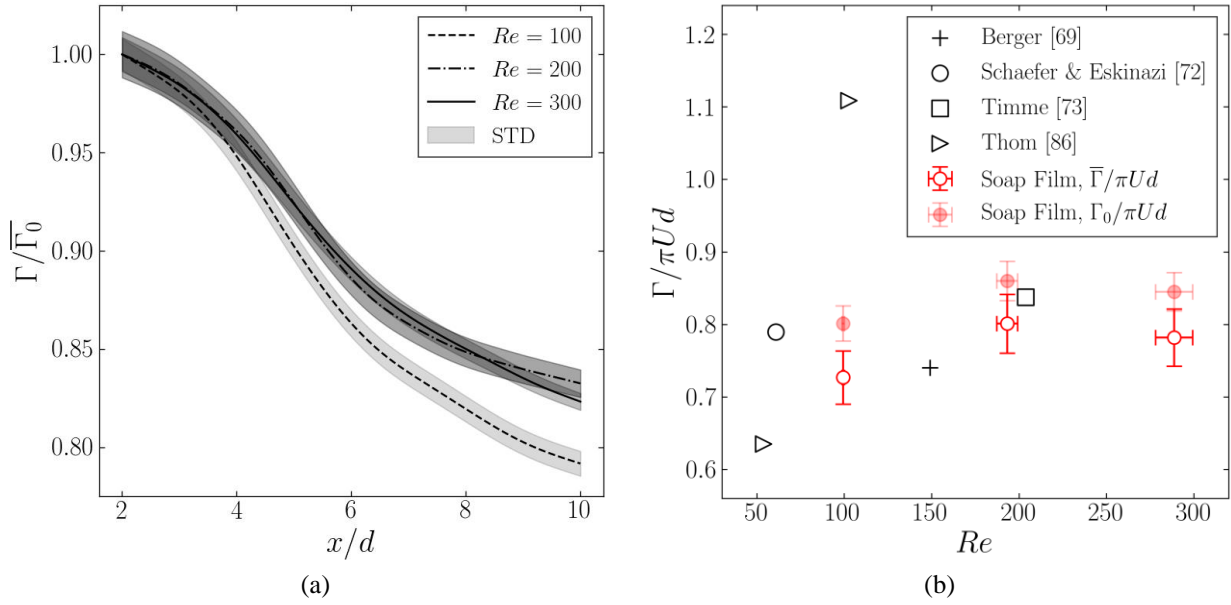 1.00
0.95
0.90
0.85
0.80
Γ/Γ̅₀
2 4 6 8 10
x/d
Re = 100
Re = 200
Re = 300
STD
(a)
1.2
1.1
1.0
0.9
0.8
0.7
0.6
Γ/πUd
50 100 150 200 250 300
Re
Berger [69]
Schaefer & Eskinazi [72]
Timme [73]
Thom [86]
Soap Film, Γ̅/πUd
Soap Film, Γ₀/πUd
(b)